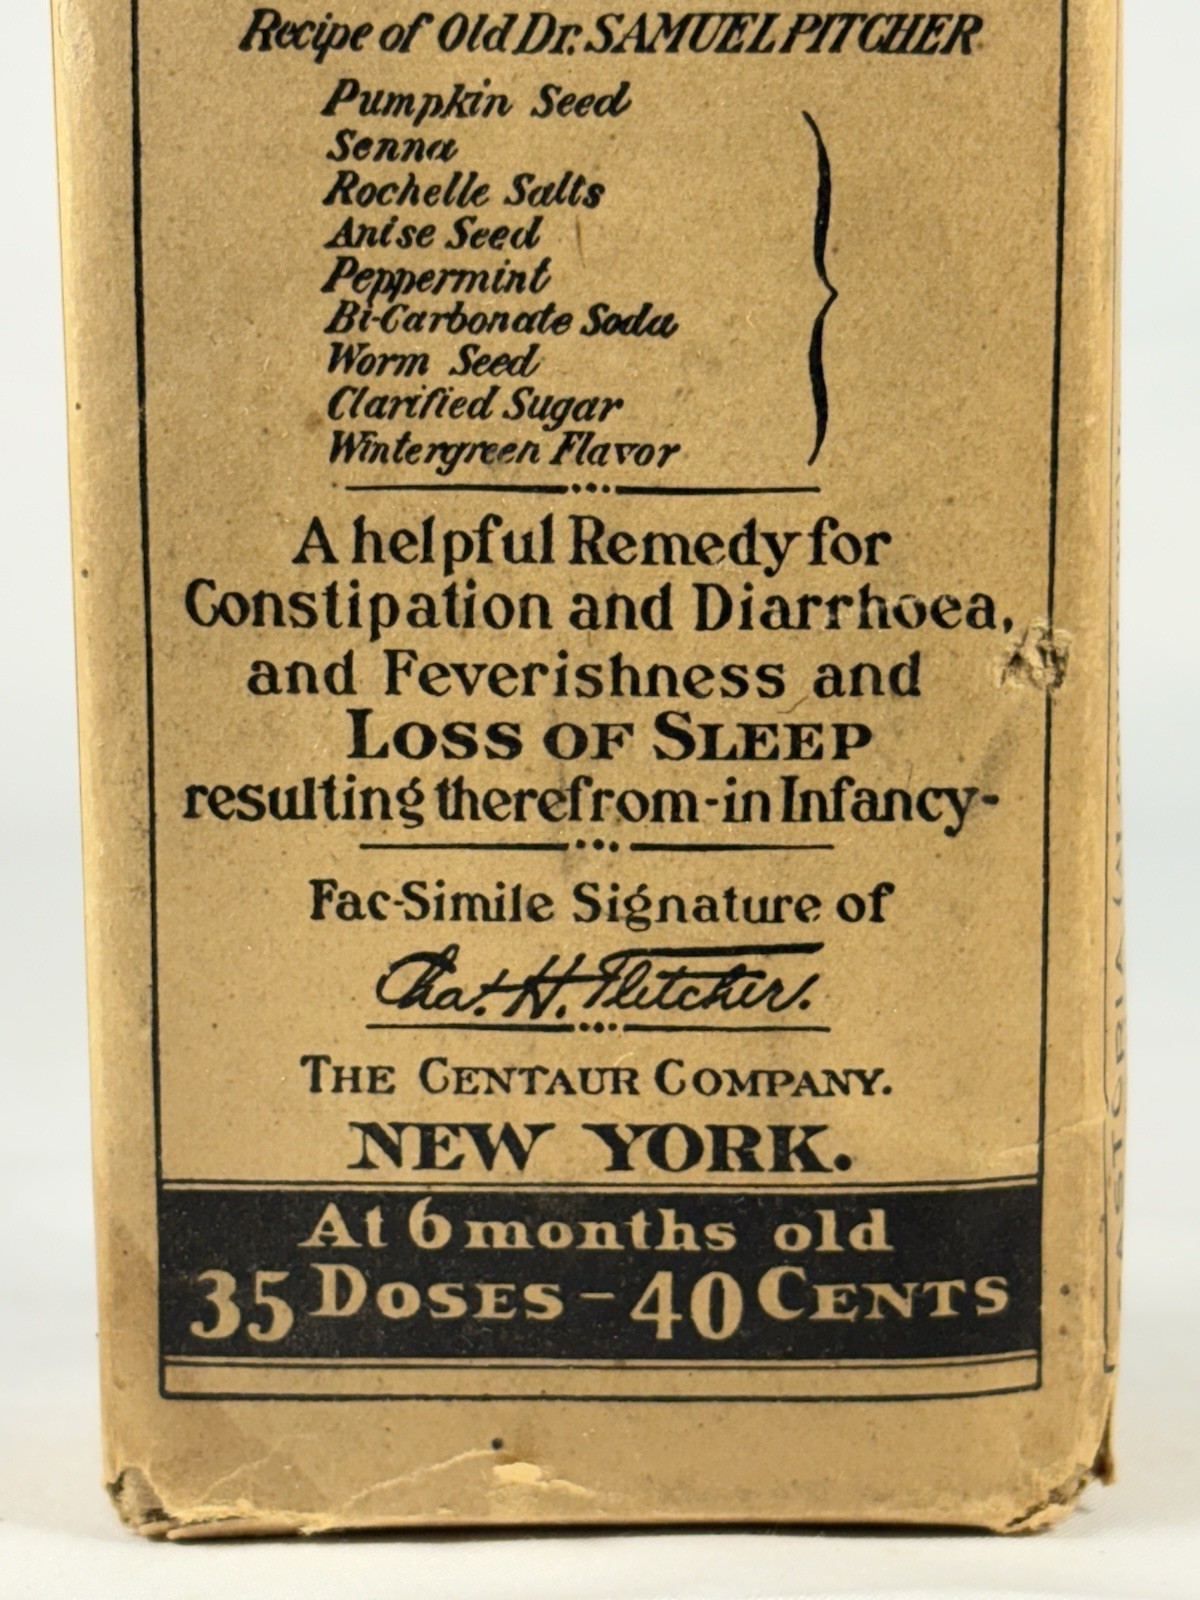 Recipe of Old Dr. SAMUEL PITCHER
Pumpkin Seed
Senna
Rochelle Salts
Anise Seed
Peppermint
Bi-Carbonate Soda
Worm Seed
Clarified Sugar
Wintergreen Flavor
A helpful Remedy for
Constipation and Diarrhoea,
and Feverishness and
LOSS OF SLEEP
resulting therefrom-in Infancy-
Fac-Simile Signature of
Chas. H. Fletcher.
THE CENTAUR COMPANY.
NEW YORK.
At 6 months old
35 DOSES - 40 CENTS